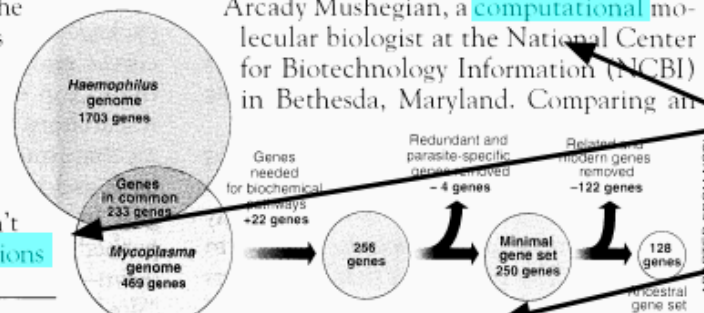 he
s
't
ions
Arcady Mushegian, a computational mo-
lecular biologist at the National Center
for Biotechnology Information (NCBI)
in Bethesda, Maryland. Comparing an
Haemophilus
genome
1703 genes
Genes
in common
233 genes
Mycoplasma
genome
469 genes
Genes
needed
for biochemical
pathways
+22 genes
256
genes
Redundant and
parasite-specific
genes removed
– 4 genes
Minimal
gene set
250 genes
Related and
modern genes
removed
–122 genes
128
genes
Ancestral
gene set